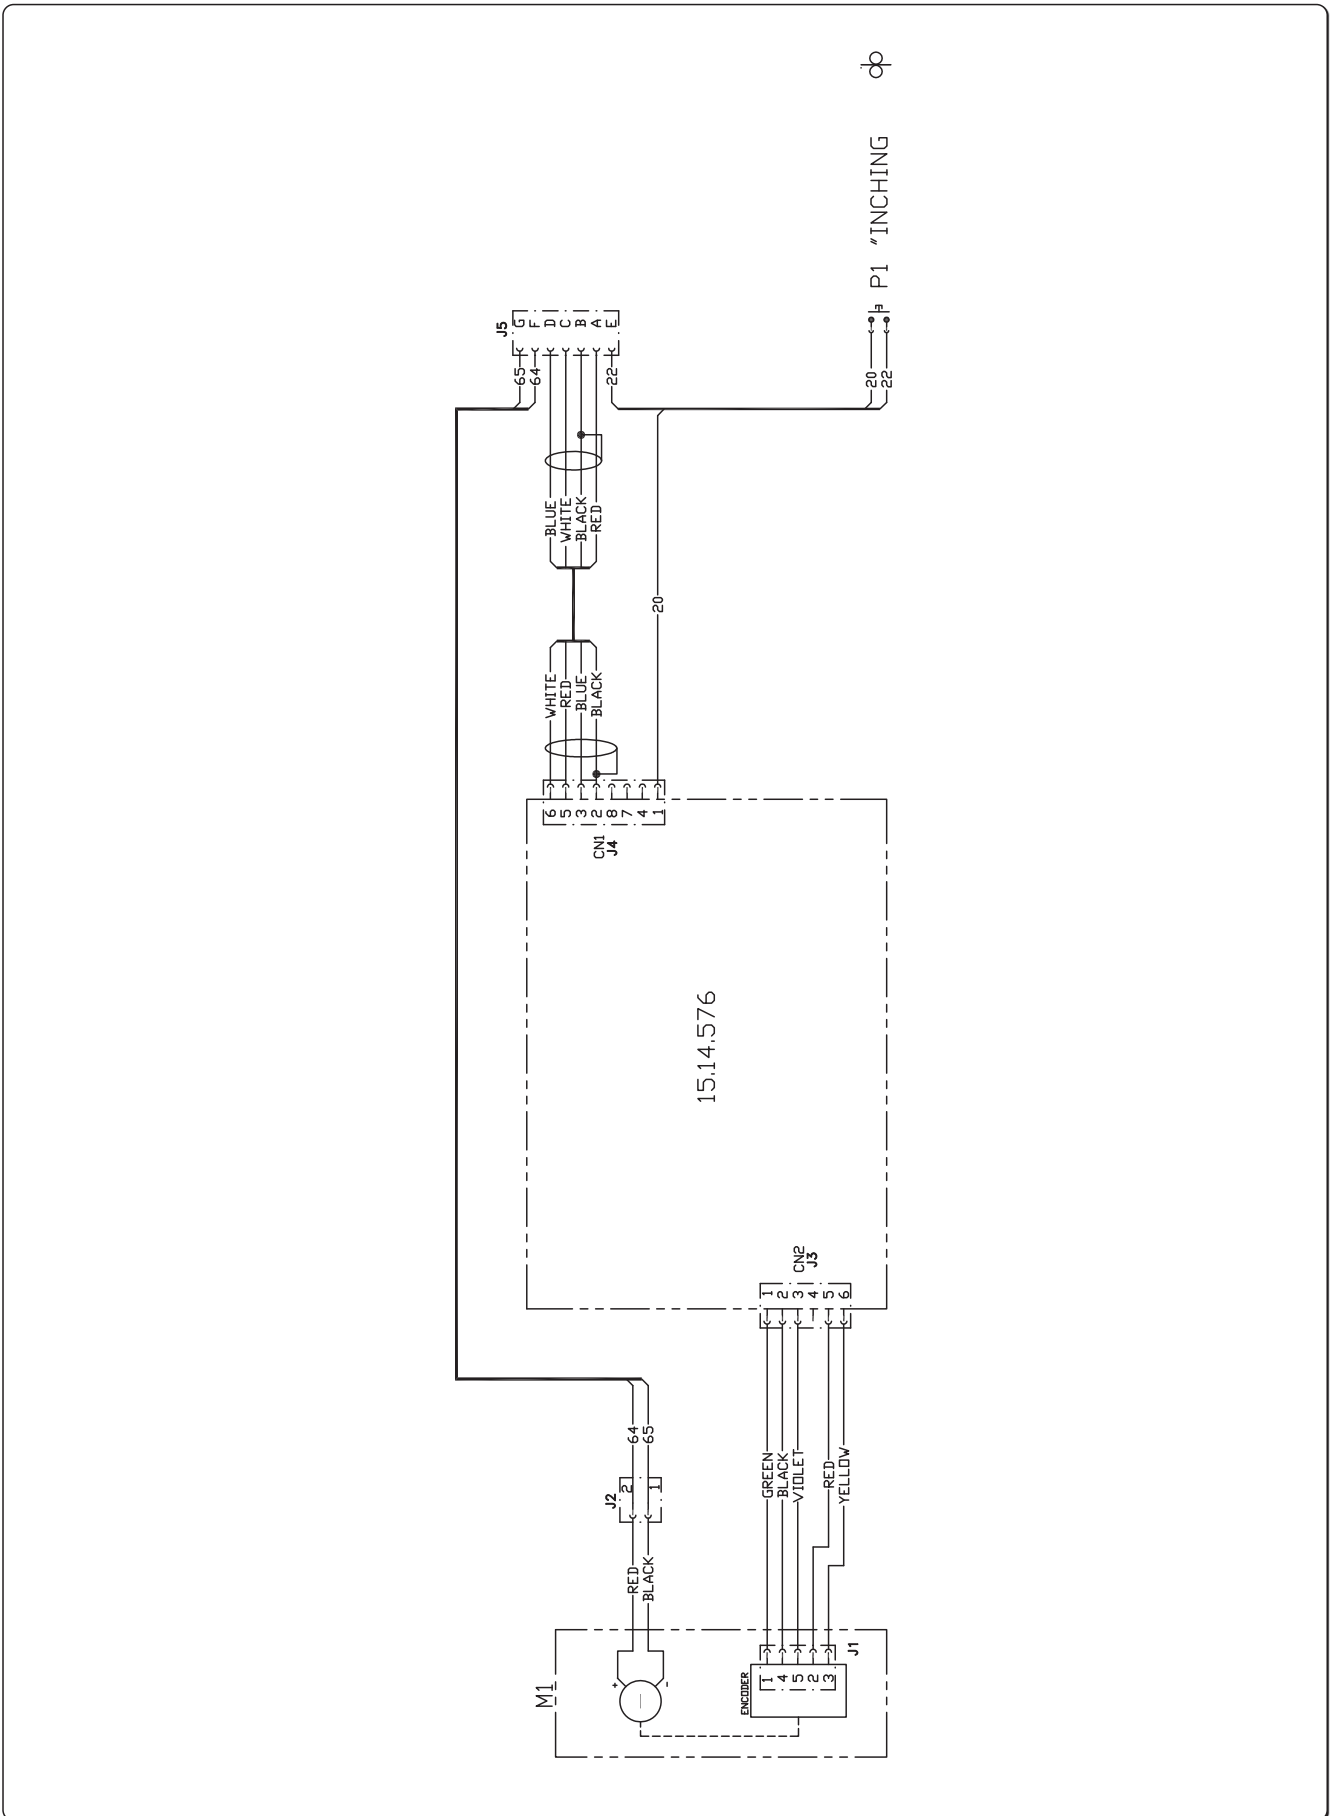 P1 "INCHING
J5
G
F
D
C
B
A
E
65
64
22
20
22
BLUE
WHITE
BLACK
RED
20
WHITE
RED
BLUE
BLACK
6
5
3
2
8
7
4
1
CN1
J4
15.14.576
CN2
J3
1
2
3
4
5
6
64
65
J2
2
1
GREEN
BLACK
VIOLET
RED
YELLOW
RED
BLACK
M1
+
-
ENCODER
1
4
5
2
3
J1